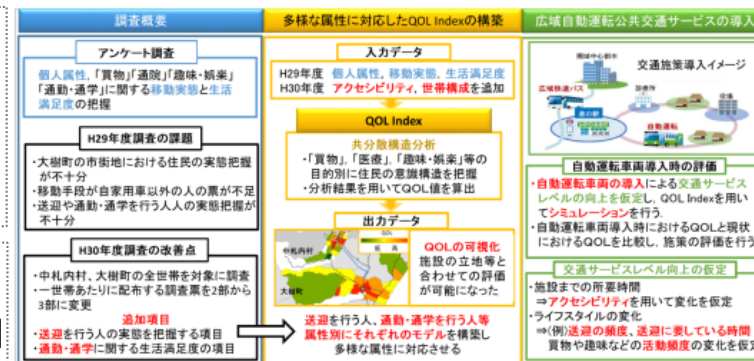 調査概要
アンケート調査
個人属性,「買物」「通院」「趣味・娯楽」
「通勤・通学」に関する移動実態と生活
満足度の把握
H29年度調査の課題
・大樹町の市街地における住民の実態把握
が不十分
・移動手段が自家用車以外の人の票が不足
・送迎や通勤・通学を行う人人の実態把握が
不十分
H30年度調査の改善点
・中札内村、大樹町の全世帯を対象に調査
・一世帯あたりに配布する調査票を2部から
3部に変更
追加項目
・送迎を行う人の実態を把握する項目
・通勤・通学に関する生活満足度の項目
多様な属性に対応したQOL Indexの構築
入力データ
H29年度 個人属性, 移動実態, 生活満足度
H30年度 アクセシビリティ, 世帯構成を追加
QOL Index
共分散構造分析
・「買物」,「医療」,「趣味・娯楽」等の
目的別に住民の意識構造を把握
・分析結果を用いてQOL値を算出
出力データ
QOL
低 高
中札内村
大樹町
QOLの可視化
施設の立地等と
合わせての評価
が可能になった
送迎を行う人、通勤・通学を行う人等
属性別にそれぞれのモデルを構築し
多様な属性に対応させる
広域自動運転公共交通サービスの導入
交通施策導入イメージ
圏域中心都市
広域快速バス
診療所
役場
道の駅
自動運転
自動運転車両導入時の評価
・自動運転車両の導入による交通サービス
レベルの向上を仮定し, QOL Indexを用い
てシミュレーションを行う.
・自動運転車両導入時におけるQOLと現状
におけるQOLを比較し、施策の評価を行う
交通サービスレベル向上の仮定
・施設までの所要時間
⇒アクセシビリティを用いて変化を仮定
・ライフスタイルの変化
⇒(例)送迎の頻度、送迎に要している時間
買物や趣味などの活動頻度の変化を仮定